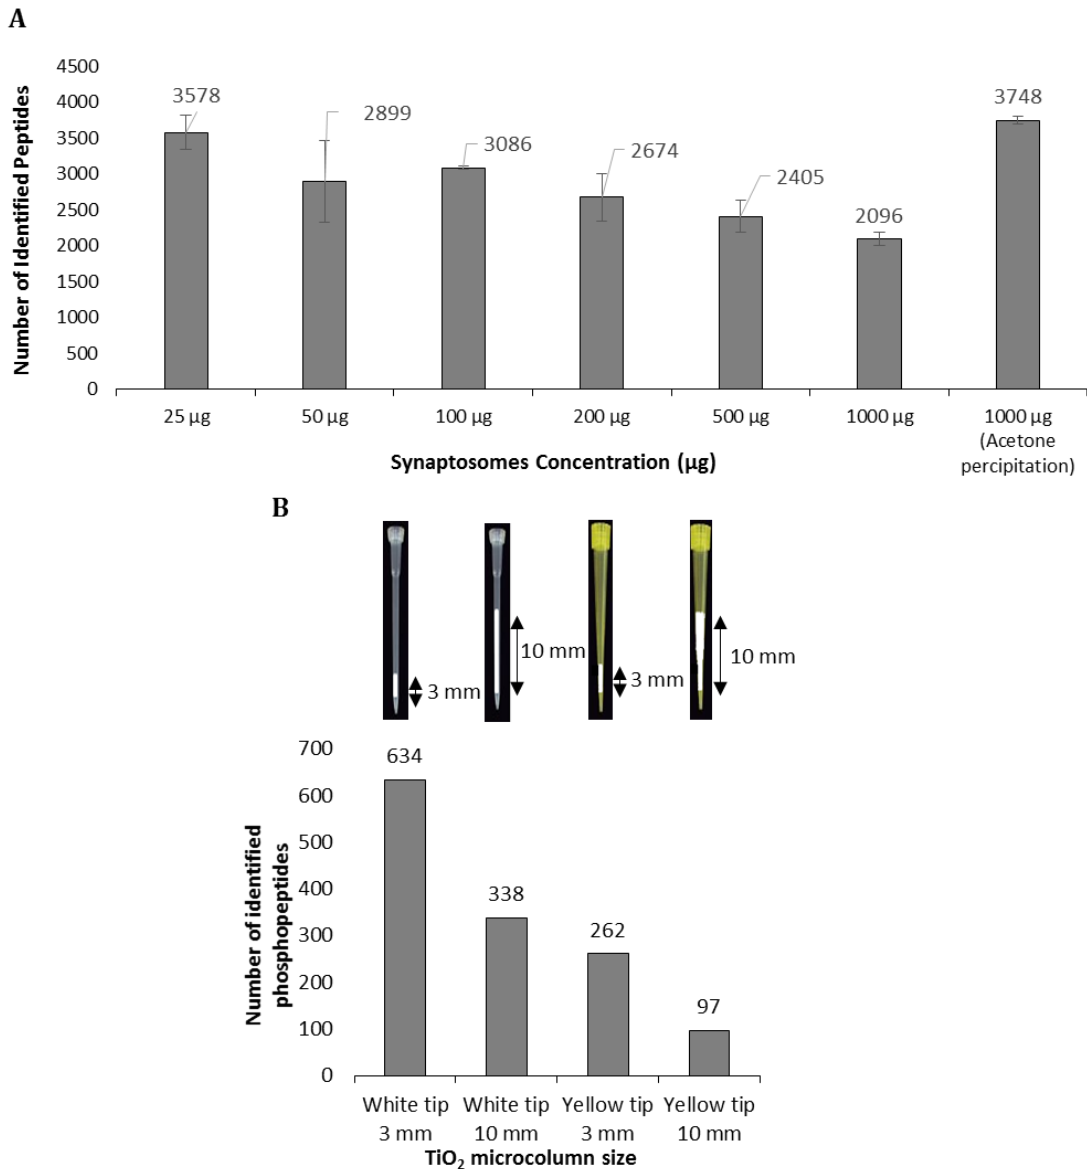 A
Number of Identified Peptides
4500
4000
3500
3000
2500
2000
1500
1000
500
0
3578
2899
3086
2674
2405
2096
3748
25 µg
50 µg
100 µg
200 µg
500 µg
1000 µg
1000 µg
(Acetone
percipitation)
Synaptosomes Concentration (µg)
B
3 mm
10 mm
3 mm
10 mm
Number of identified
phosphopeptides
700
600
500
400
300
200
100
0
634
338
262
97
White tip
3 mm
White tip
10 mm
Yellow tip
3 mm
Yellow tip
10 mm
TiO₂ microcolumn size